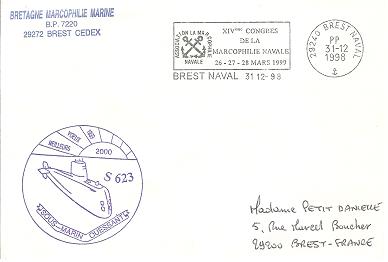 BRETAGNE MARCOPHILIE MARINE
B.P. 7220
29272 BREST CEDEX
XIVème CONGRES
DE LA
MARCOPHILIE NAVALE
26 - 27 - 28 MARS 1999
NAVALE
BREST NAVAL 31 12-98
29240 BREST NAVAL
PP
31-12
1998
MEILLEURS VOEUX
2000
S 623
SOUS-MARIN OUESSANT
Madame PETIT DANIELE
5, Rue Marcel Boucher
29200 BREST-FRANCE